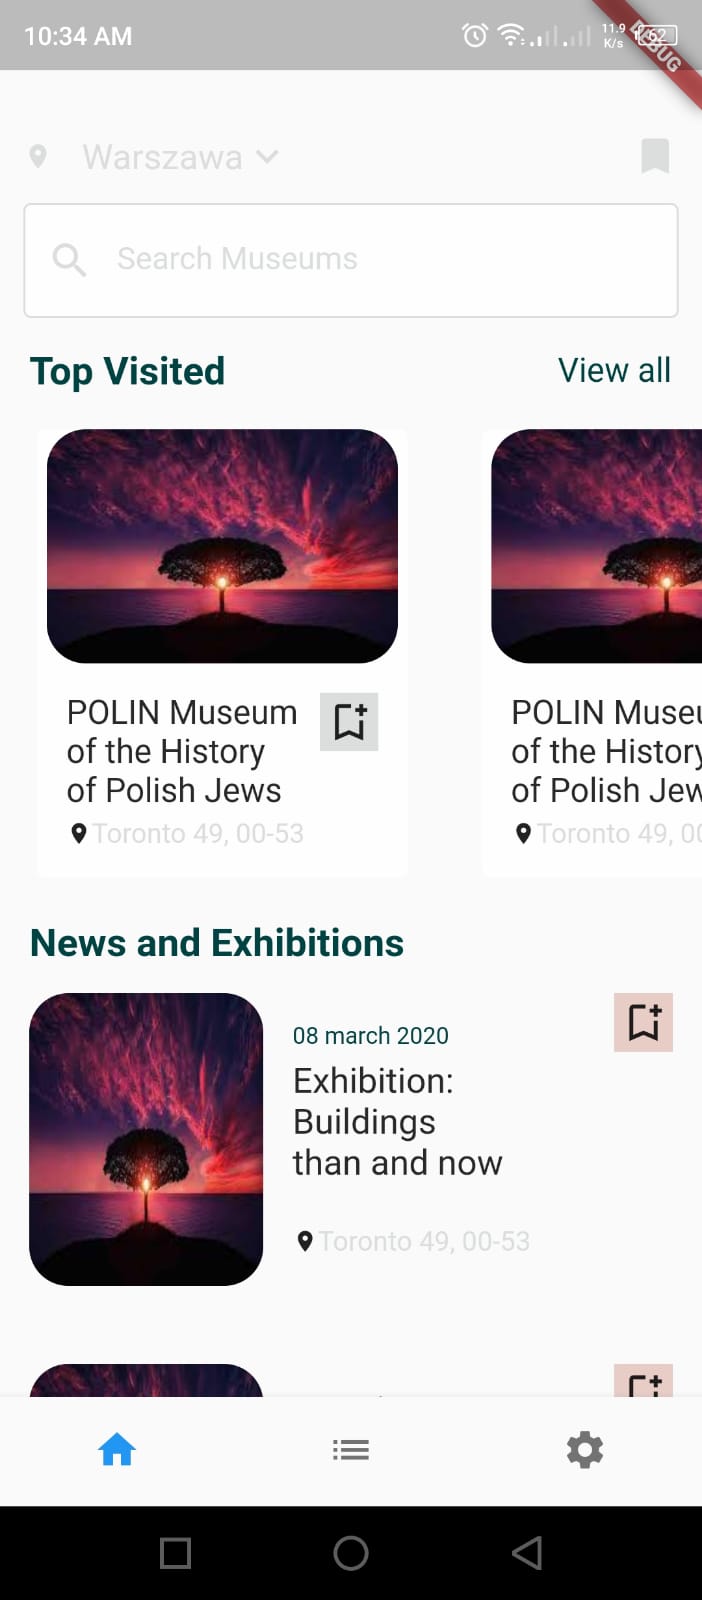 10:34 AM
11.9
K/s
62
DEBUG
Warszawa
Search Museums
Top Visited
View all
POLIN Museum
of the History
of Polish Jews
Toronto 49, 00-53
POLIN Museu
of the History
of Polish Jew
Toronto 49, 00
News and Exhibitions
08 march 2020
Exhibition:
Buildings
than and now
Toronto 49, 00-53